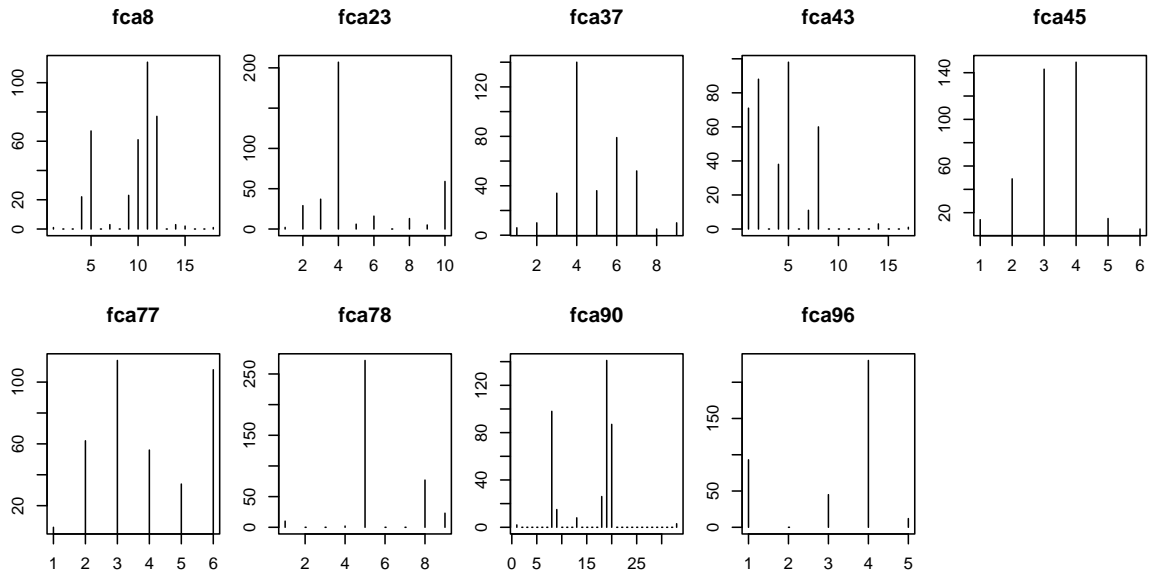 fca8 fca23 fca37 fca43 fca45
0 20 60 100
0 50 100 200
0 40 80 120
0 20 40 60 80
20 60 100 140
5 10 15
2 4 6 8 10
2 4 6 8
5 10 15
1 2 3 4 5 6
fca77 fca78 fca90 fca96
20 60 100
0 50 150 250
0 40 80 120
0 50 150
1 2 3 4 5 6
2 4 6 8
0 5 15 25
1 2 3 4 5